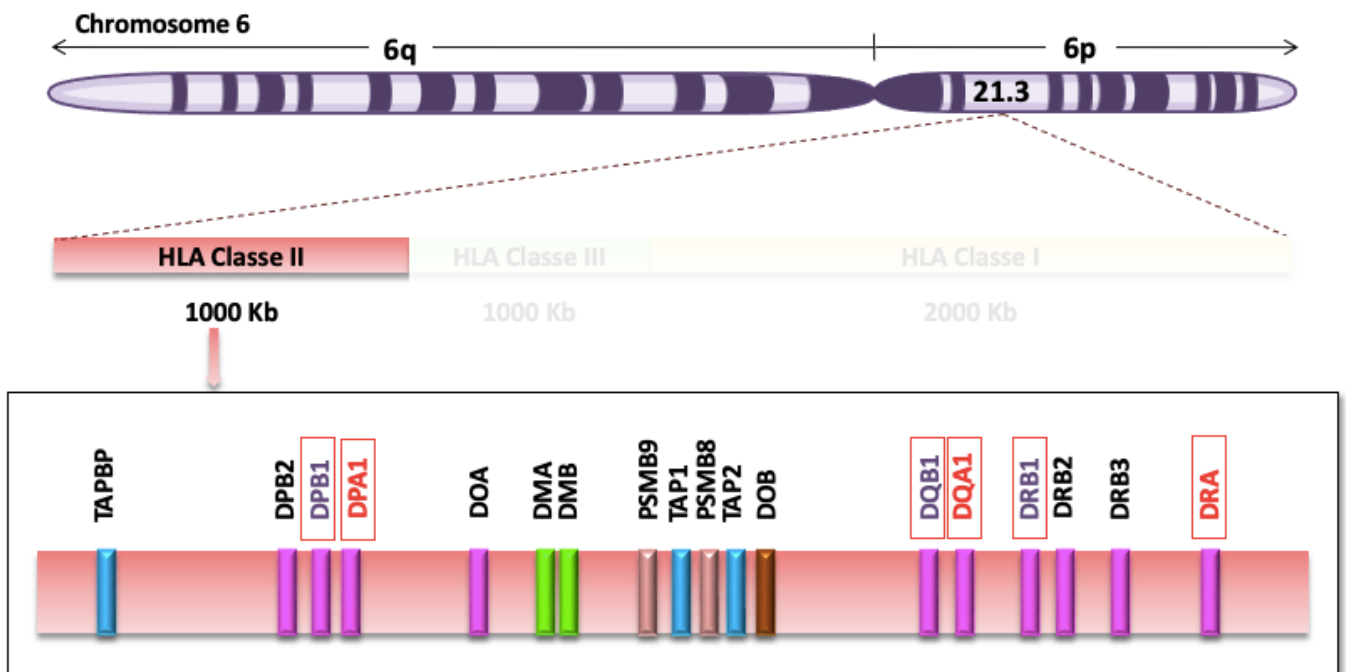 Chromosome 6
6q
6p
21.3
HLA Classe II
HLA Classe III
HLA Classe I
1000 Kb
1000 Kb
2000 Kb
TAPBP
DPB2
DPB1
DPA1
DOA
DMA
DMB
PSMB9
TAP1
PSMB8
TAP2
DOB
DQB1
DQA1
DRB1
DRB2
DRB3
DRA